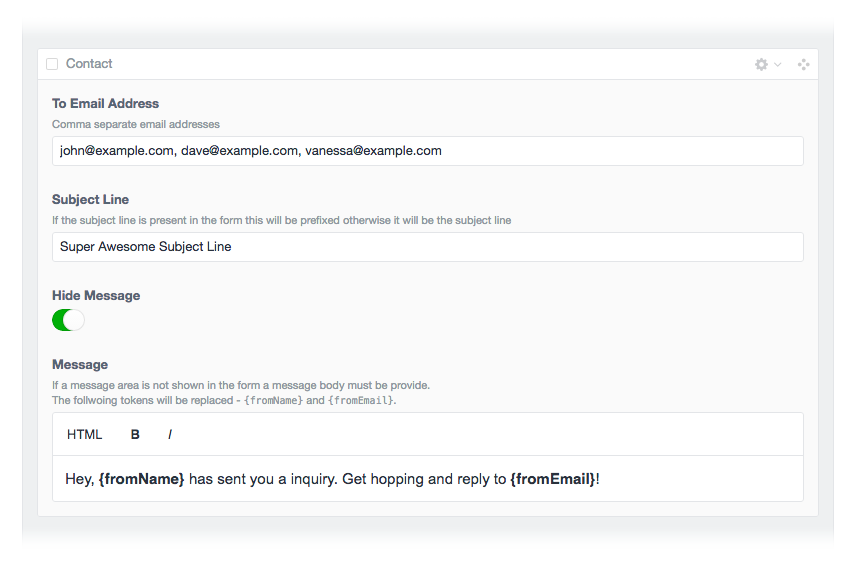 Contact
To Email Address
Comma separate email addresses
john@example.com, dave@example.com, vanessa@example.com
Subject Line
If the subject line is present in the form this will be prefixed otherwise it will be the subject line
Super Awesome Subject Line
Hide Message
Message
If a message area is not shown in the form a message body must be provide.
The follwoing tokens will be replaced - {fromName} and {fromEmail}.
HTML B I
Hey, {fromName} has sent you a inquiry. Get hopping and reply to {fromEmail}!